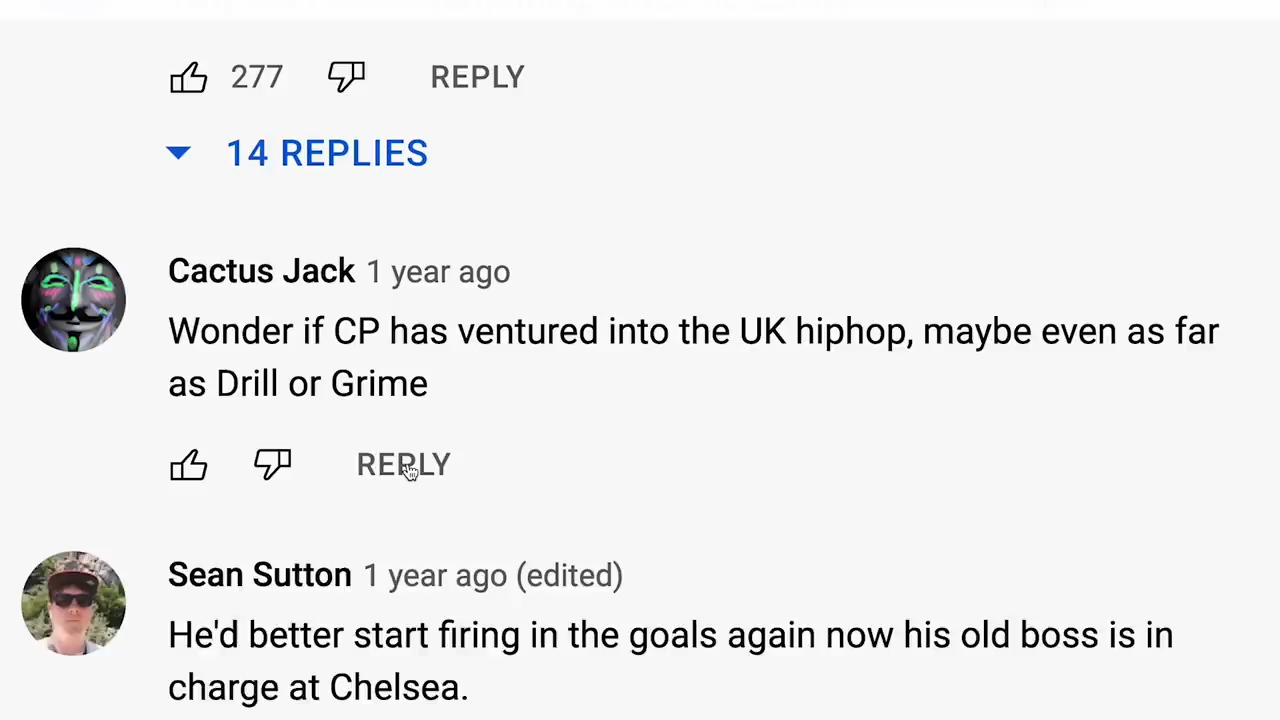 277 REPLY
14 REPLIES
Cactus Jack 1 year ago
Wonder if CP has ventured into the UK hiphop, maybe even as far
as Drill or Grime
REPLY
Sean Sutton 1 year ago (edited)
He'd better start firing in the goals again now his old boss is in
charge at Chelsea.